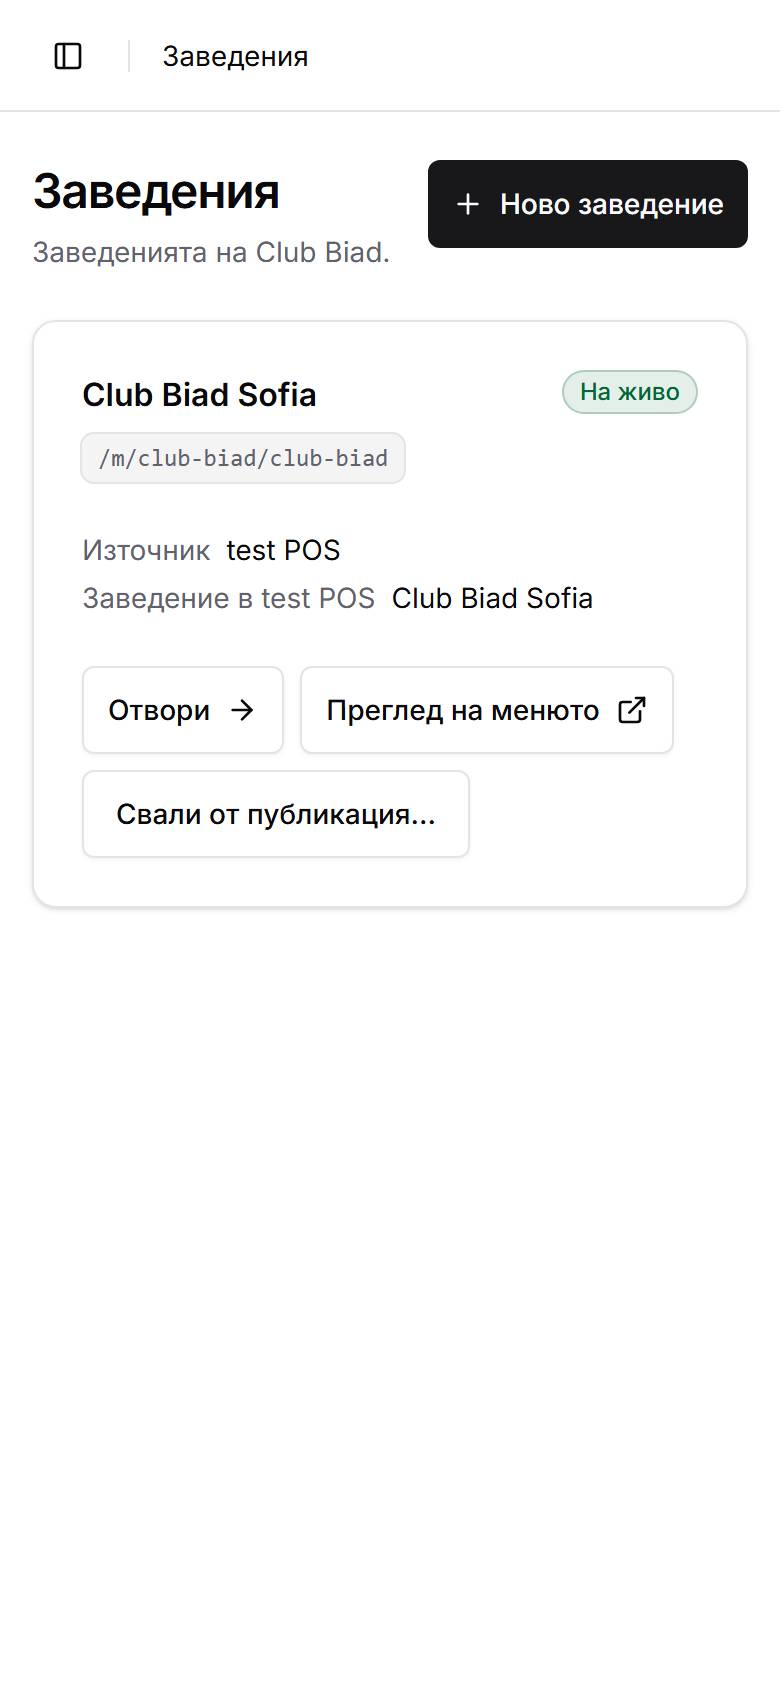 Заведения
Заведения
Ново заведение
Заведенията на Club Biad.
Club Biad Sofia
На живо
/m/club-biad/club-biad
Източник test POS
Заведение в test POS Club Biad Sofia
Отвори
Преглед на менюто
Свали от публикация...